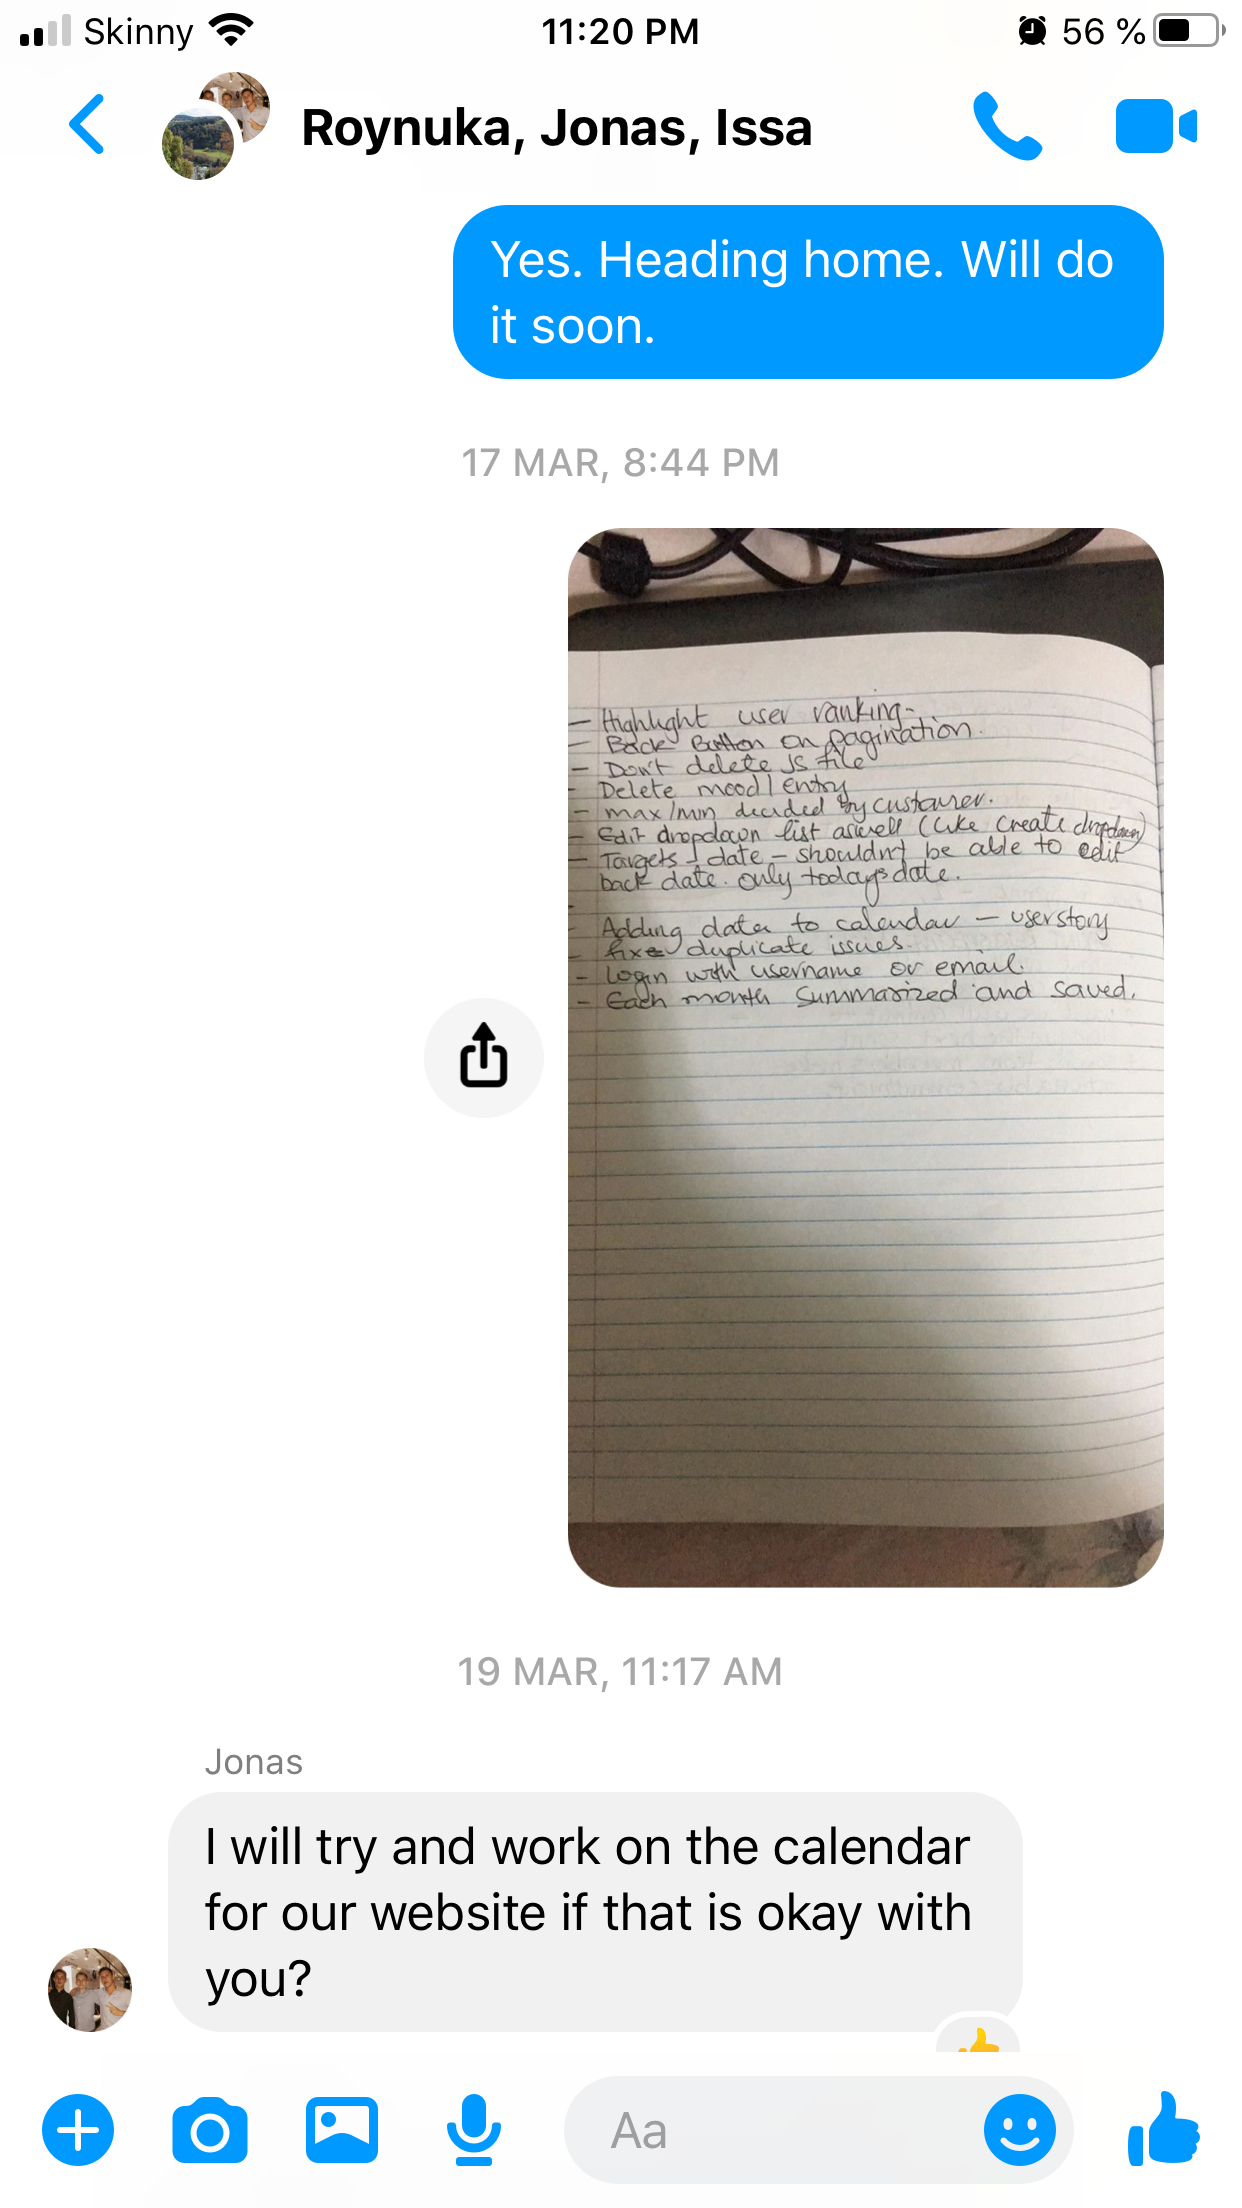 Skinny
11:20 PM
56 %
Roynuka, Jonas, Issa
Yes. Heading home. Will do
it soon.
17 MAR, 8:44 PM
– Highlight user ranking-
– Back Button on pagination.
– Don't delete JS file
– Delete mood / entry
– max/min decided by customer.
– Edit dropdown list aswell (like create dropdown)
– Targets date – shouldn't be able to edit
back date. only todays date.
- Adding data to calendar – userstory
- fixe duplicate issues.
- Login with username or email.
- Each month summarized and saved.
19 MAR, 11:17 AM
Jonas
I will try and work on the calendar
for our website if that is okay with
you?
Aa